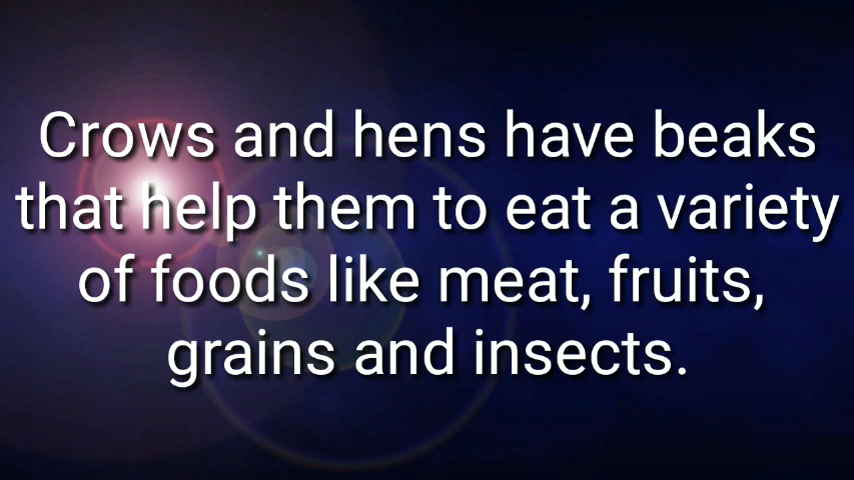 Crows and hens have beaks
that help them to eat a variety
of foods like meat, fruits,
grains and insects.